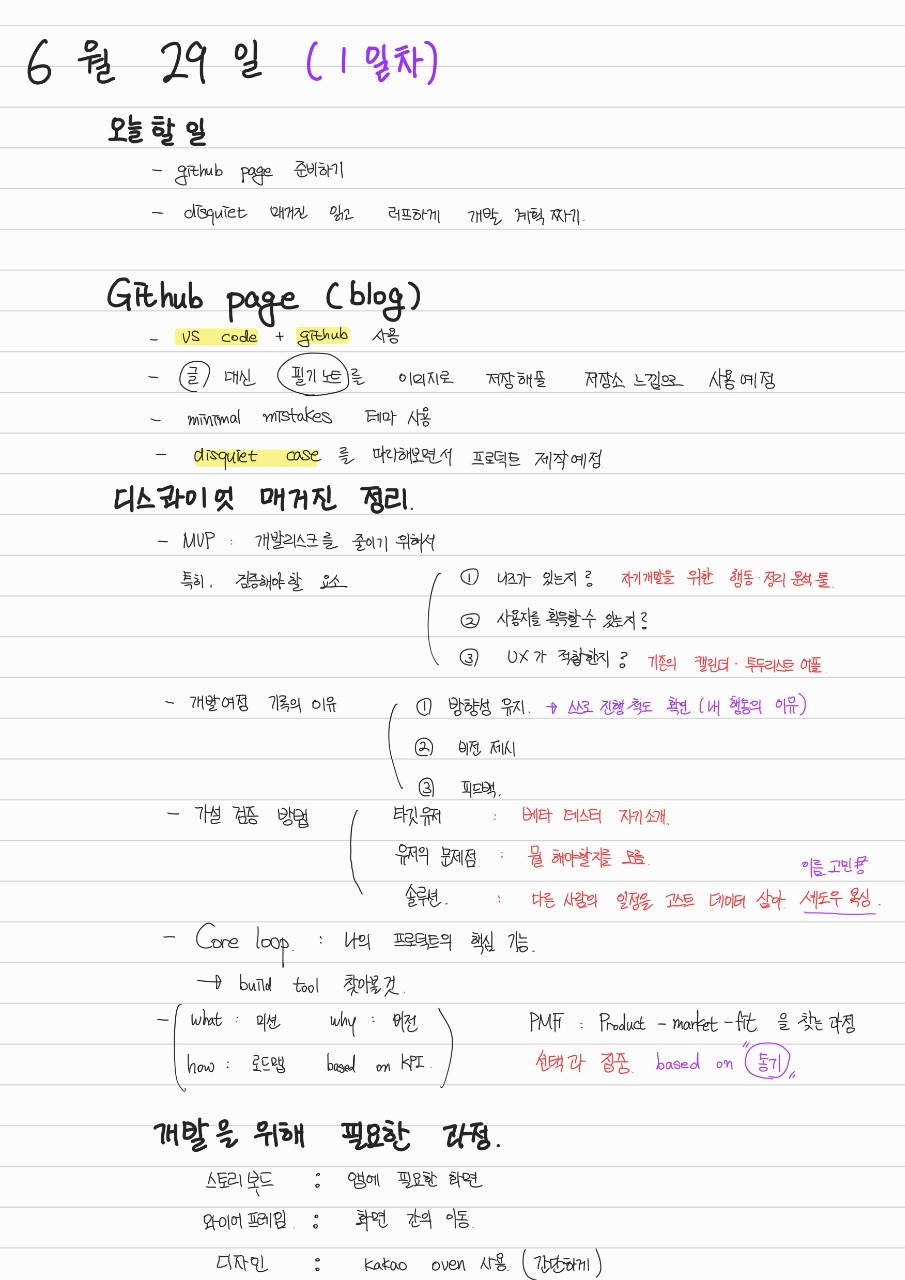 6월 29일 (1일차)
오늘 할 일
- github page 준비하기
- disquiet 매거진 읽고 러프하게 개발 계획 짜기.
Github page (blog)
- VS code + github 사용
- 글 대신 필기노트를 이미지로 저장해둘 저장소 느낌으로 사용예정
- minimal mistakes 테마 사용
- disquiet case 를 따라해보면서 프로덕트 제작예정
디스콰이엇 매거진 정리.
- MVP : 개발리스크를 줄이기 위해서
특히, 검증해야 할 요소
① 니즈가 있는지? 자기개발을 위한 행동·정리 분석 툴.
② 사용자를 획득할 수 있는지?
③ UX가 적합한지? 기존의 캘린더·투두리스트 어플
- 개발여정 기록의 이유
① 방향성 유지. → 스스로 진행 척도 확인 (내 행동의 이유)
② 비전 제시
③ 피드백.
- 가설 검증 방법
타깃유저 : 베타 테스터 자기소개.
유저의 문제점 : 뭘 해야할지를 모름.
이름 고민중
솔루션. : 다른 사람의 일정을 고스트 데이터 삼아 섀도우 복싱.
- Core loop. : 나의 프로덕트의 핵심 기능.
→ build tool 찾아볼것.
- what : 미션 why : 비전
how : 로드맵 based on KPI.
PMF : Product - market - fit 을 찾는 과정
선택과 집중. based on "동기"
개발을 위해 필요한 과정.
스토리보드 : 앱에 필요한 화면
와이어프레임. : 화면 간의 이동.
디자인 : kakao oven 사용. (간단하게)